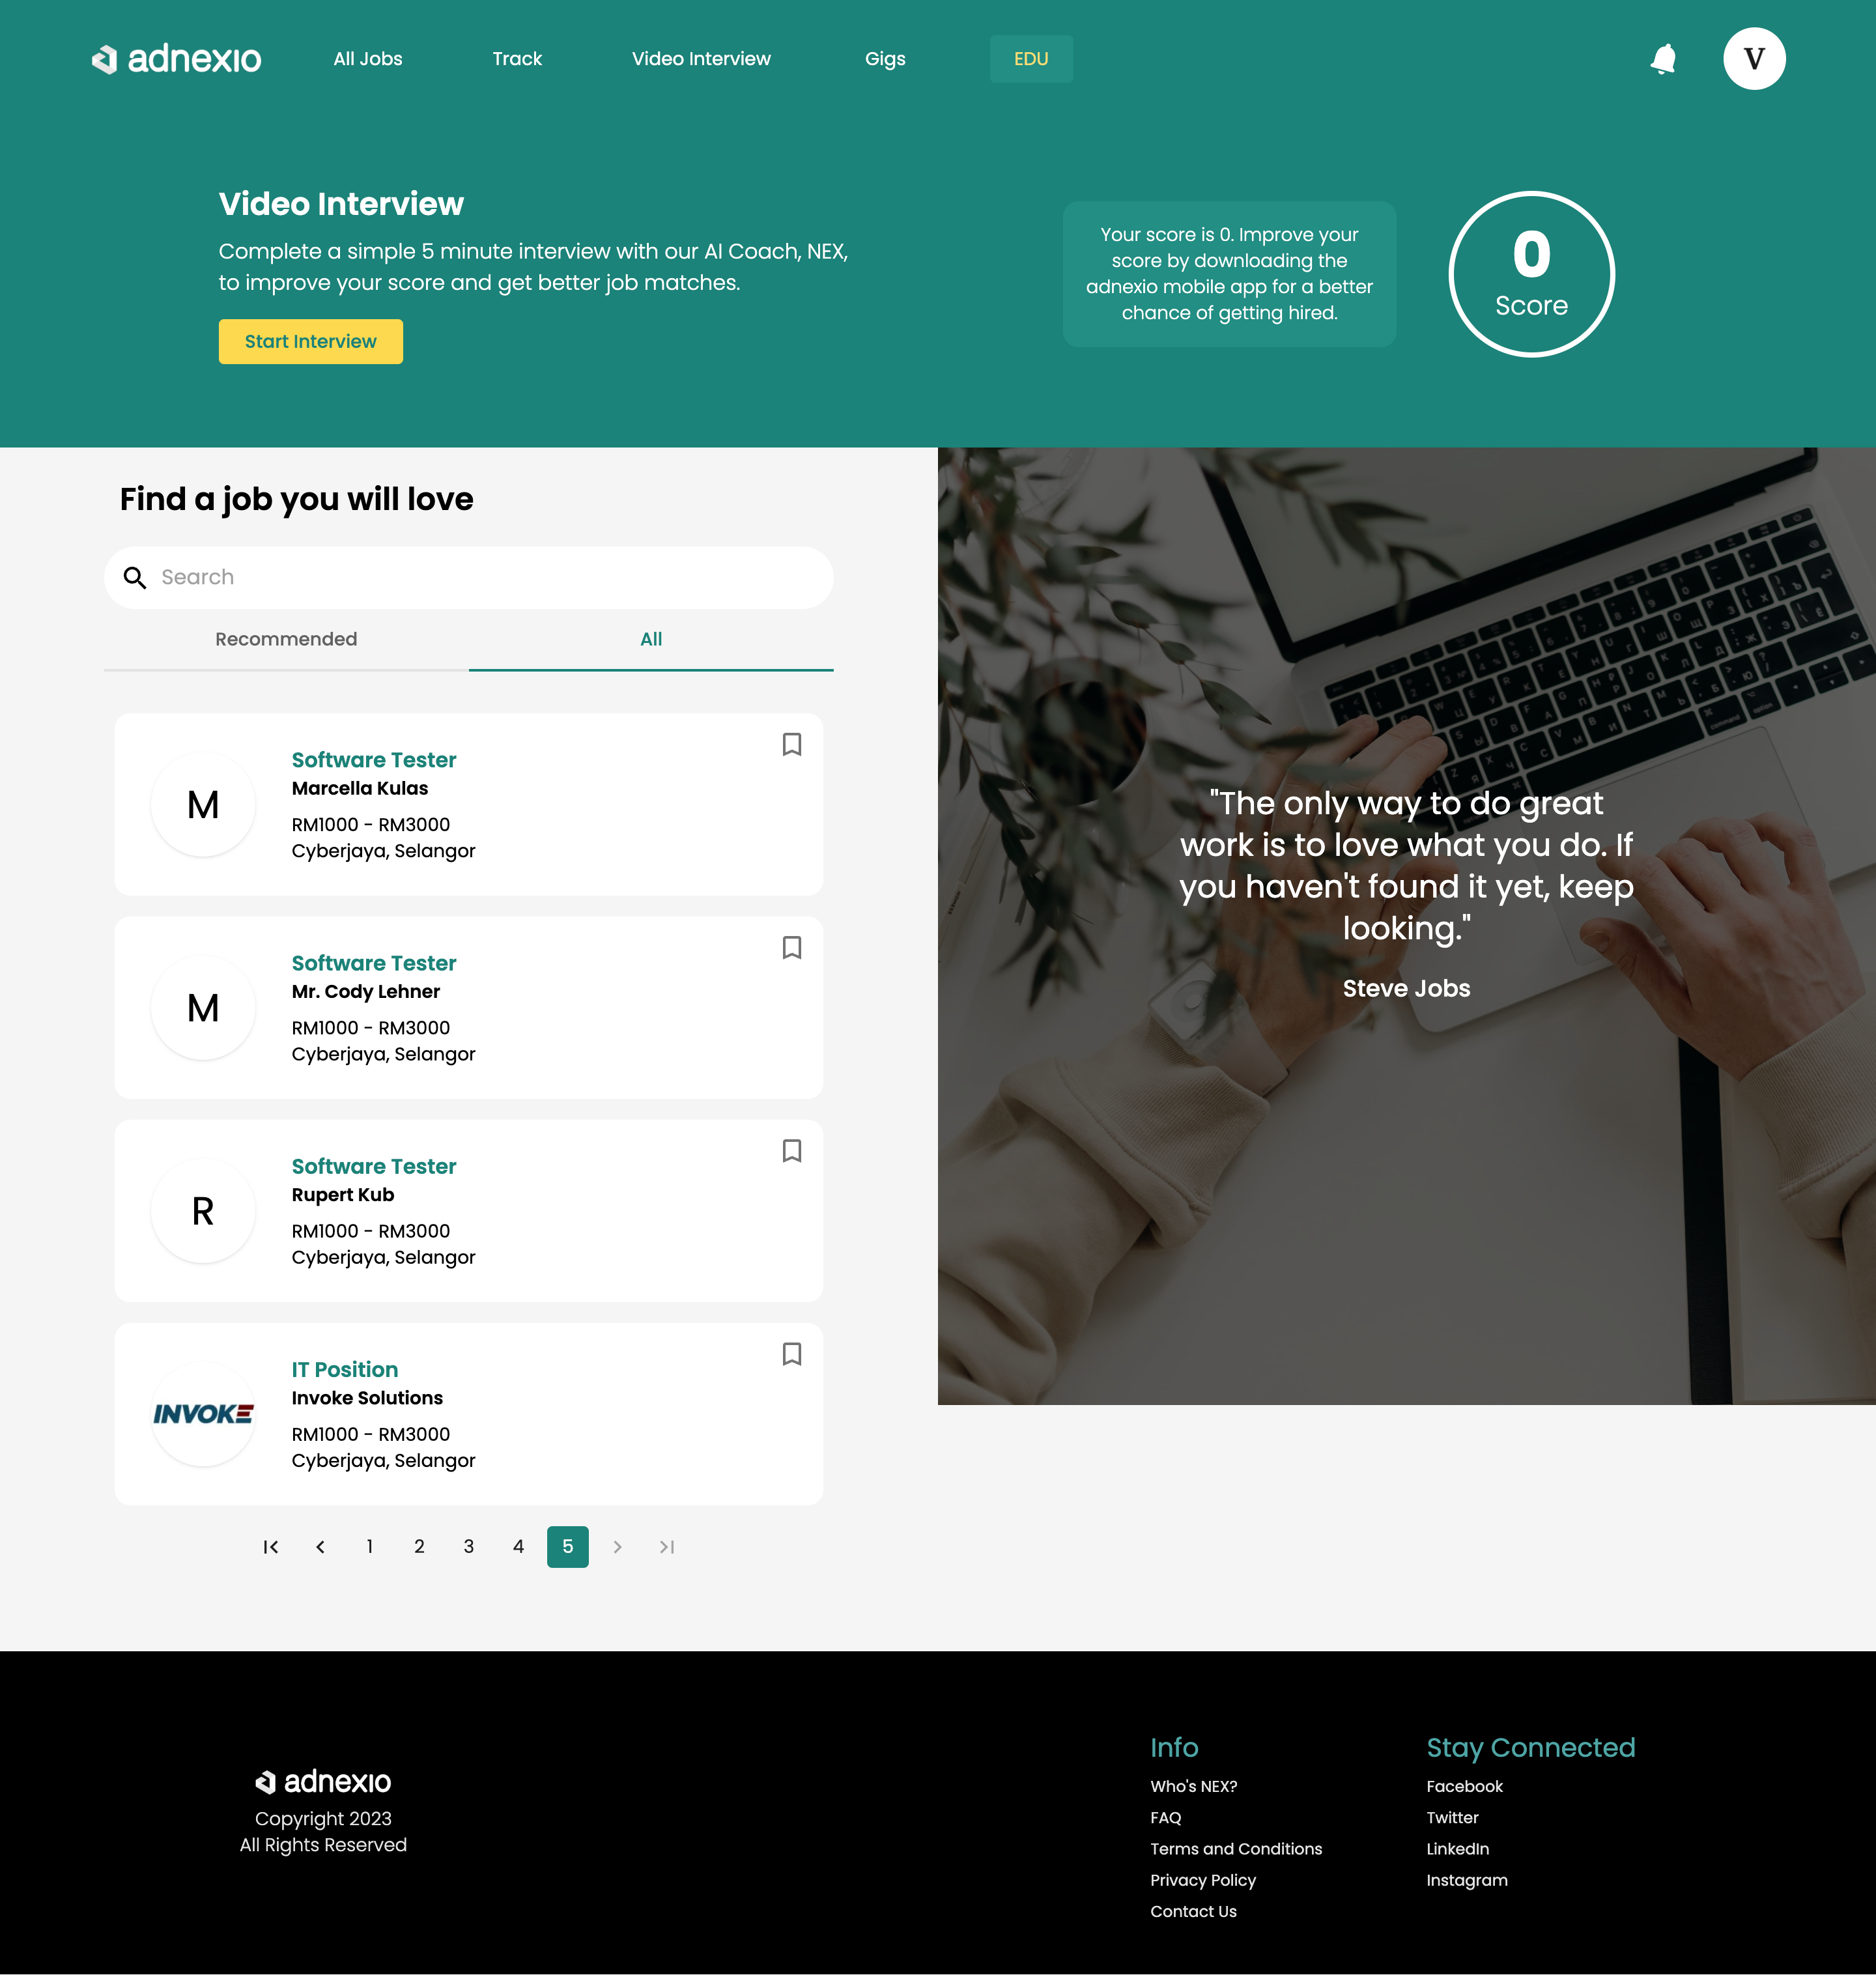 adnexio
All Jobs
Track
Video Interview
Gigs
EDU
V
Video Interview
Complete a simple 5 minute interview with our AI Coach, NEX,
to improve your score and get better job matches.
Start Interview
Your score is 0. Improve your
score by downloading the
adnexio mobile app for a better
chance of getting hired.
0
Score
Find a job you will love
Search
Recommended
All
M
Software Tester
Marcella Kulas
RM1000 - RM3000
Cyberjaya, Selangor
M
Software Tester
Mr. Cody Lehner
RM1000 - RM3000
Cyberjaya, Selangor
R
Software Tester
Rupert Kub
RM1000 - RM3000
Cyberjaya, Selangor
INVOKE
IT Position
Invoke Solutions
RM1000 - RM3000
Cyberjaya, Selangor
1 2 3 4 5
"The only way to do great
work is to love what you do. If
you haven't found it yet, keep
looking."
Steve Jobs
adnexio
Copyright 2023
All Rights Reserved
Info
Who's NEX?
FAQ
Terms and Conditions
Privacy Policy
Contact Us
Stay Connected
Facebook
Twitter
LinkedIn
Instagram